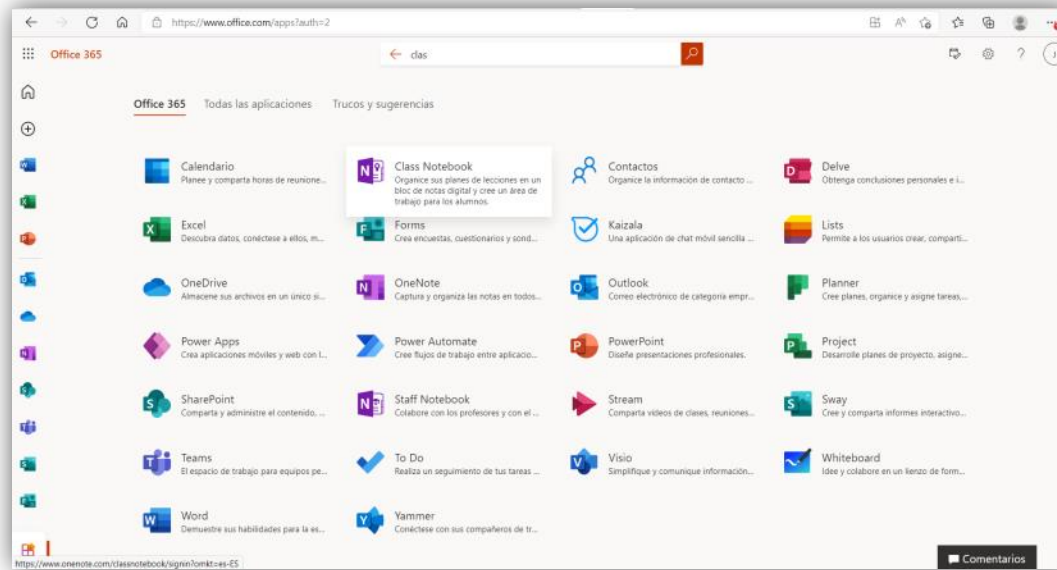 https://www.office.com/apps?auth=2
Office 365
clas
?
Office 365 Todas las aplicaciones Trucos y sugerencias
Calendario
Planee y comparta horas de reunione...
Class Notebook
Organice sus planes de lecciones en un
bloc de notas digital y cree un área de
trabajo para los alumnos.
Contactos
Organice la información de contacto ...
Delve
Obtenga conclusiones personales e i...
Excel
Descubra datos, conéctese a ellos, m...
Forms
Crea encuestas, cuestionarios y sond...
Kaizala
Una aplicación de chat móvil sencilla ...
Lists
Permite a los usuarios crear, comparti...
OneDrive
Almacene sus archivos en un único si...
OneNote
Captura y organiza las notas en todos...
Outlook
Correo electrónico de categoría empr...
Planner
Cree planes, organice y asigne tareas,...
Power Apps
Crea aplicaciones móviles y web con l...
Power Automate
Cree flujos de trabajo entre aplicacio...
PowerPoint
Diseñe presentaciones profesionales.
Project
Desarrolle planes de proyecto, asigne...
SharePoint
Comparta y administre el contenido, ...
Staff Notebook
Colabore con los profesores y con el ...
Stream
Comparta vídeos de clases, reuniones...
Sway
Cree y comparta informes interactivo...
Teams
El espacio de trabajo para equipos pe...
To Do
Realiza un seguimiento de tus tareas ...
Visio
Simplifique y comunique información...
Whiteboard
Idee y colabore en un lienzo de form...
Word
Demuestre sus habilidades para la es...
Yammer
Conéctese con sus compañeros de tr...
https://www.onenote.com/classnotebook/signin?omkt=es-ES
Comentarios